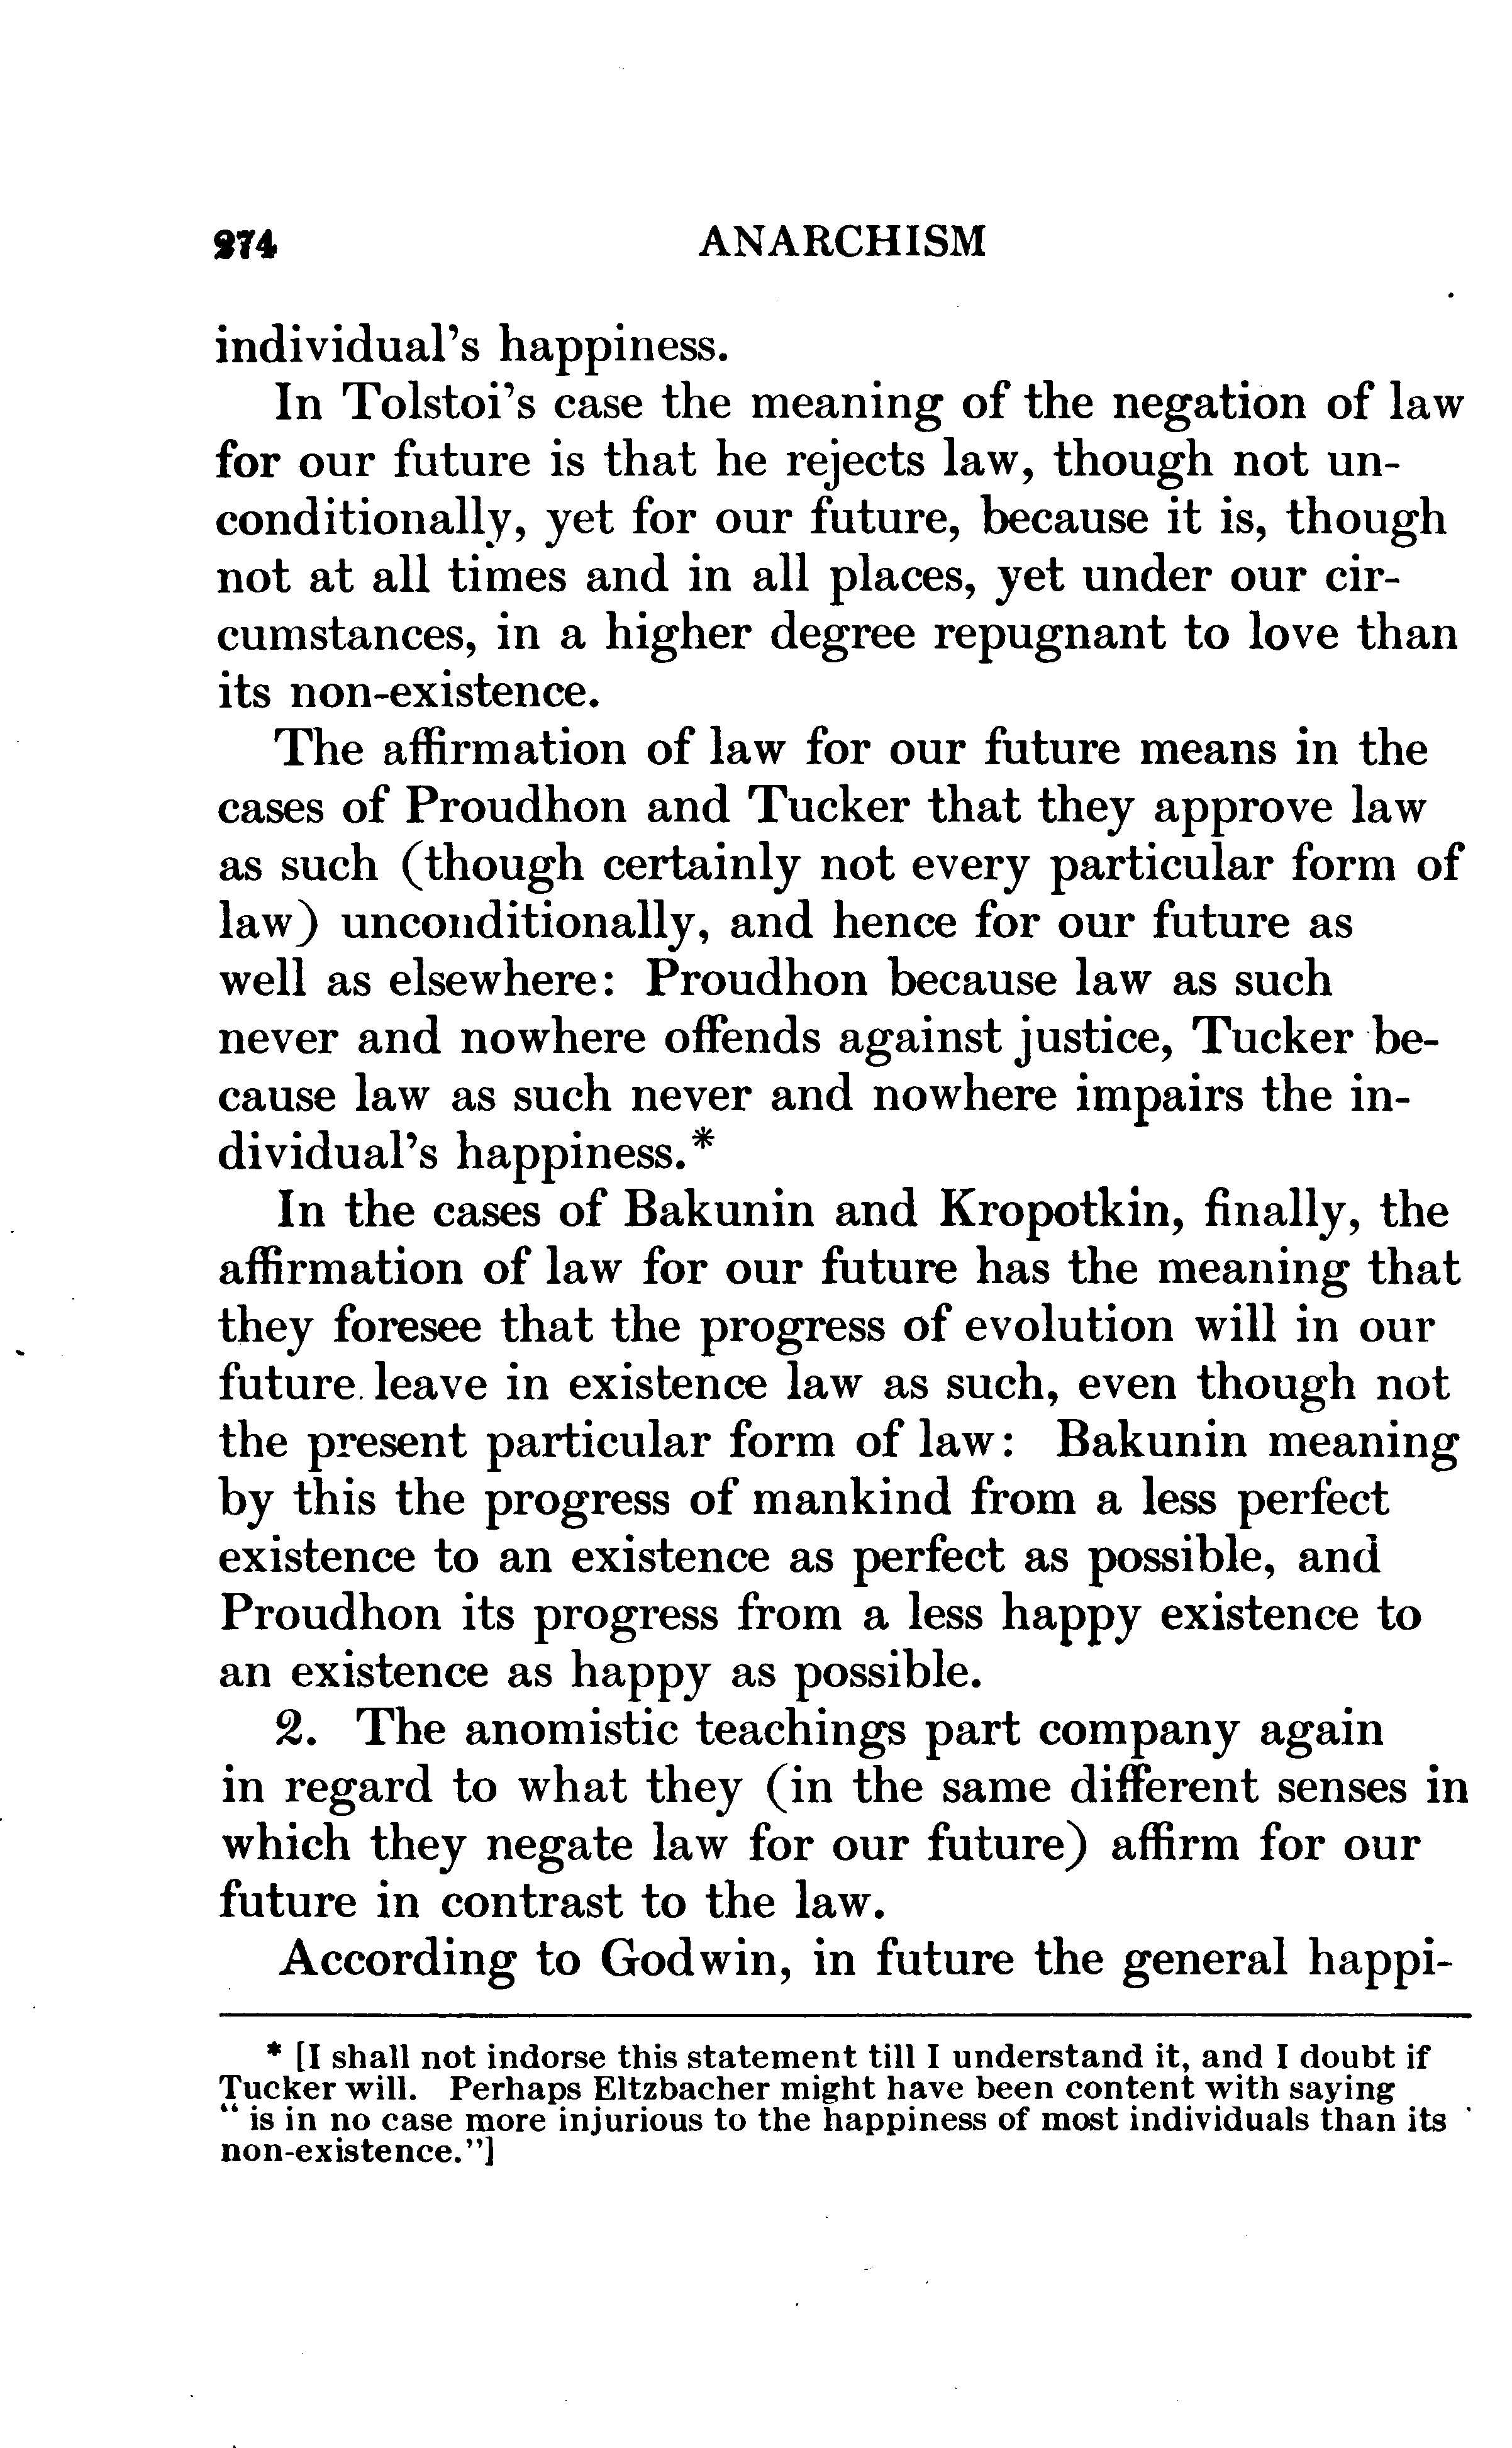 274 ANARCHISM
individual's happiness.
In Tolstoi's case the meaning of the negation of law
for our future is that he rejects law, though not un-
conditionally, yet for our future, because it is, though
not at all times and in all places, yet under our cir-
cumstances, in a higher degree repugnant to love than
its non-existence.
The affirmation of law for our future means in the
cases of Proudhon and Tucker that they approve law
as such (though certainly not every particular form of
law) unconditionally, and hence for our future as
well as elsewhere: Proudhon because law as such
never and nowhere offends against justice, Tucker be-
cause law as such never and nowhere impairs the in-
dividual's happiness.*
In the cases of Bakunin and Kropotkin, finally, the
affirmation of law for our future has the meaning that
they foresee that the progress of evolution will in our
future leave in existence law as such, even though not
the present particular form of law: Bakunin meaning
by this the progress of mankind from a less perfect
existence to an existence as perfect as possible, and
Proudhon its progress from a less happy existence to
an existence as happy as possible.
2. The anomistic teachings part company again
in regard to what they (in the same different senses in
which they negate law for our future) affirm for our
future in contrast to the law.
According to Godwin, in future the general happi-
* [I shall not indorse this statement till I understand it, and I doubt if
Tucker will. Perhaps Eltzbacher might have been content with saying
“ is in no case more injurious to the happiness of most individuals than its
non-existence.”]